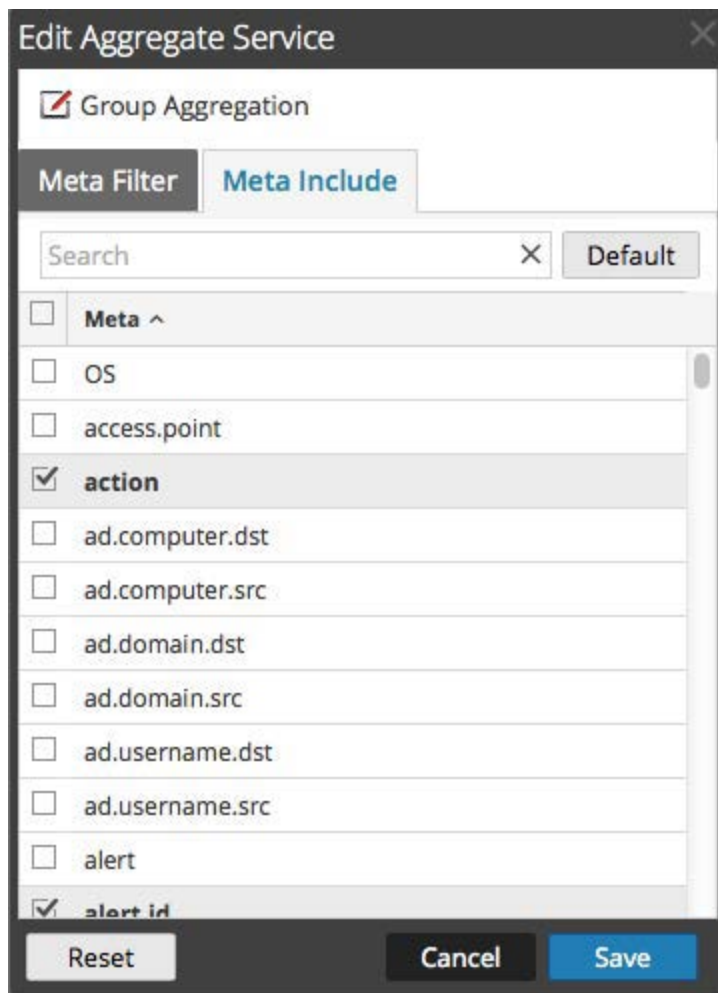 Edit Aggregate Service
Group Aggregation
Meta Filter Meta Include
Search Default
Meta
OS
access.point
action
ad.computer.dst
ad.computer.src
ad.domain.dst
ad.domain.src
ad.username.dst
ad.username.src
alert
alert.id
Reset Cancel Save